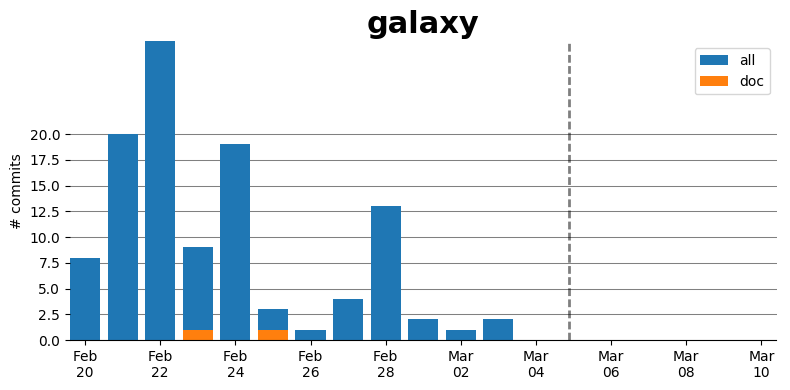 galaxy
all
doc
# commits
20.0
17.5
15.0
12.5
10.0
7.5
5.0
2.5
0.0
Feb 20
Feb 22
Feb 24
Feb 26
Feb 28
Mar 02
Mar 04
Mar 06
Mar 08
Mar 10